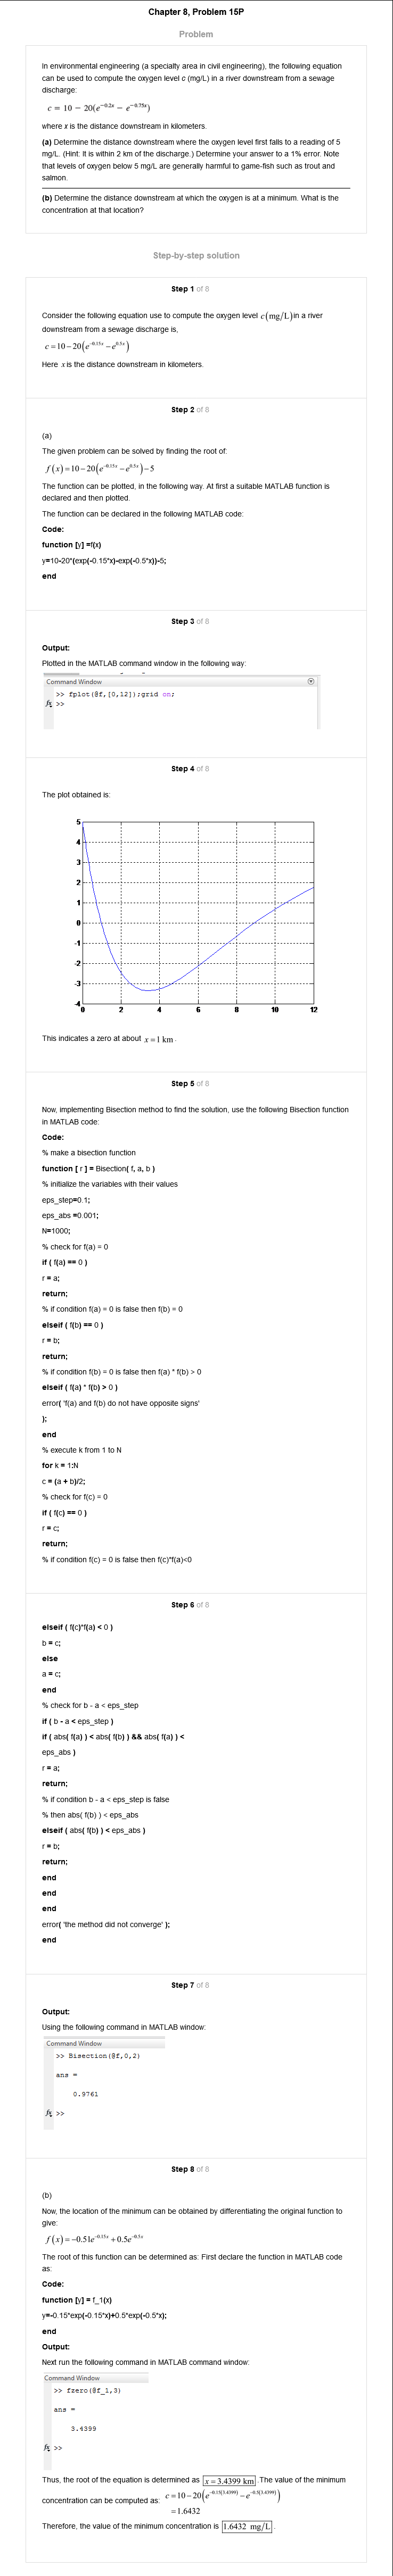 Chapter 8, Problem 15P
Problem
In environmental engineering (a specialty area in civil engineering), the following equation
can be used to compute the oxygen level c (mg/L) in a river downstream from a sewage
discharge:
c = 10 − 20(e^−0.2x − e^−0.75x)
where x is the distance downstream in kilometers.
(a) Determine the distance downstream where the oxygen level first falls to a reading of 5
mg/L. (Hint: It is within 2 km of the discharge.) Determine your answer to a 1% error. Note
that levels of oxygen below 5 mg/L are generally harmful to game-fish such as trout and
salmon.
(b) Determine the distance downstream at which the oxygen is at a minimum. What is the
concentration at that location?
Step-by-step solution
Step 1 of 8
Consider the following equation use to compute the oxygen level c(mg/L)in a river
downstream from a sewage discharge is,
c=10−20(e^−0.15x −e^0.5x)
Here x is the distance downstream in kilometers.
Step 2 of 8
(a)
The given problem can be solved by finding the root of:
f(x)=10−20(e^−0.15x −e^0.5x)−5
The function can be plotted, in the following way. At first a suitable MATLAB function is
declared and then plotted.
The function can be declared in the following MATLAB code:
Code:
function [y] =f(x)
y=10-20*(exp(-0.15*x)-exp(-0.5*x))-5;
end
Step 3 of 8
Output:
Plotted in the MATLAB command window in the following way:
Command Window
>> fplot(@f,[0,12]);grid on;
fx >>
Step 4 of 8
The plot obtained is:
5
4
3
2
1
0
-1
-2
-3
-4
0 2 4 6 8 10 12
This indicates a zero at about x=1 km.
Step 5 of 8
Now, implementing Bisection method to find the solution, use the following Bisection function
in MATLAB code:
Code:
% make a bisection function
function [ r ] = Bisection( f, a, b )
% initialize the variables with their values
eps_step=0.1;
eps_abs =0.001;
N=1000;
% check for f(a) = 0
if ( f(a) == 0 )
r = a;
return;
% if condition f(a) = 0 is false then f(b) = 0
elseif ( f(b) == 0 )
r = b;
return;
% if condition f(b) = 0 is false then f(a) * f(b) > 0
elseif ( f(a) * f(b) > 0 )
error( 'f(a) and f(b) do not have opposite signs'
);
end
% execute k from 1 to N
for k = 1:N
c = (a + b)/2;
% check for f(c) = 0
if ( f(c) == 0 )
r = c;
return;
% if condition f(c) = 0 is false then f(c)*f(a)<0
Step 6 of 8
elseif ( f(c)*f(a) < 0 )
b = c;
else
a = c;
end
% check for b - a < eps_step
if ( b - a < eps_step )
if ( abs( f(a) ) < abs( f(b) ) && abs( f(a) ) <
eps_abs )
r = a;
return;
% if condition b - a < eps_step is false
% then abs( f(b) ) < eps_abs
elseif ( abs( f(b) ) < eps_abs )
r = b;
return;
end
end
end
error( 'the method did not converge' );
end
Step 7 of 8
Output:
Using the following command in MATLAB window:
Command Window
>> Bisection(@f,0,2)
ans =
0.9761
fx >>
Step 8 of 8
(b)
Now, the location of the minimum can be obtained by differentiating the original function to
give:
f(x)=−0.51e^−0.15x +0.5e^−0.5x
The root of this function can be determined as: First declare the function in MATLAB code
as:
Code:
function [y] = f_1(x)
y=-0.15*exp(-0.15*x)+0.5*exp(-0.5*x);
end
Output:
Next run the following command in MATLAB command window:
Command Window
>> fzero(@f_1,3)
ans =
3.4399
fx >>
Thus, the root of the equation is determined as x=3.4399 km. The value of the minimum
concentration can be computed as: c=10−20(e^−0.15(3.4399) −e^−0.5(3.4399))
=1.6432
Therefore, the value of the minimum concentration is 1.6432 mg/L.